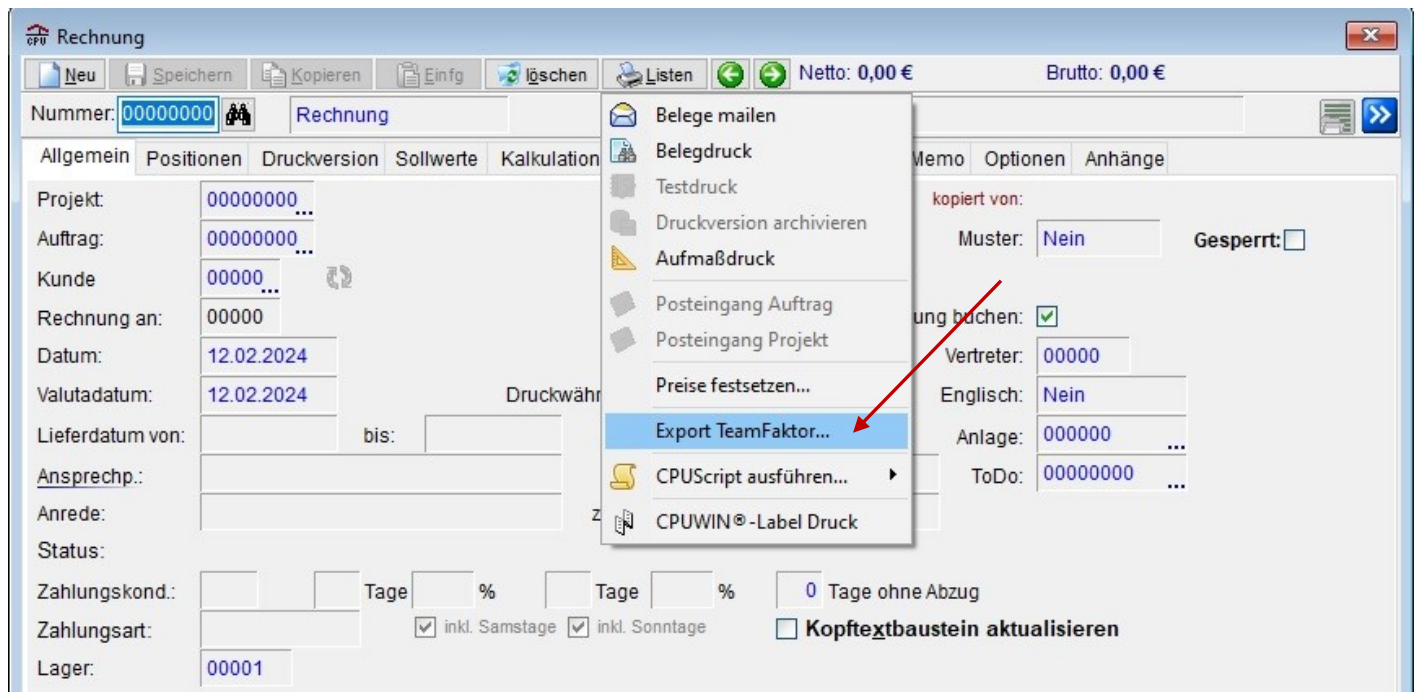 CPU Rechnung
Neu Speichern Kopieren Einfg löschen Listen Netto: 0,00 € Brutto: 0,00 €
Nummer: 00000000 Rechnung
Allgemein Positionen Druckversion Sollwerte Kalkulation Memo Optionen Anhänge
Belege mailen
Belegdruck
Testdruck
Druckversion archivieren
Aufmaßdruck
Posteingang Auftrag
Posteingang Projekt
Preise festsetzen...
Export TeamFaktor...
CPUScript ausführen...
CPUWIN®-Label Druck
Projekt: 00000000 ... kopiert von:
Auftrag: 00000000 ... Muster: Nein Gesperrt:
Kunde 00000 ...
Rechnung an: 00000 ung buchen:
Datum: 12.02.2024 Vertreter: 00000
Valutadatum: 12.02.2024 Druckwähr Englisch: Nein
Lieferdatum von: bis: Anlage: 000000 ...
Ansprechp.: ToDo: 00000000 ...
Anrede: z
Status:
Zahlungskond.: Tage % Tage % 0 Tage ohne Abzug
Zahlungsart: inkl. Samstage inkl. Sonntage Kopftextbaustein aktualisieren
Lager: 00001